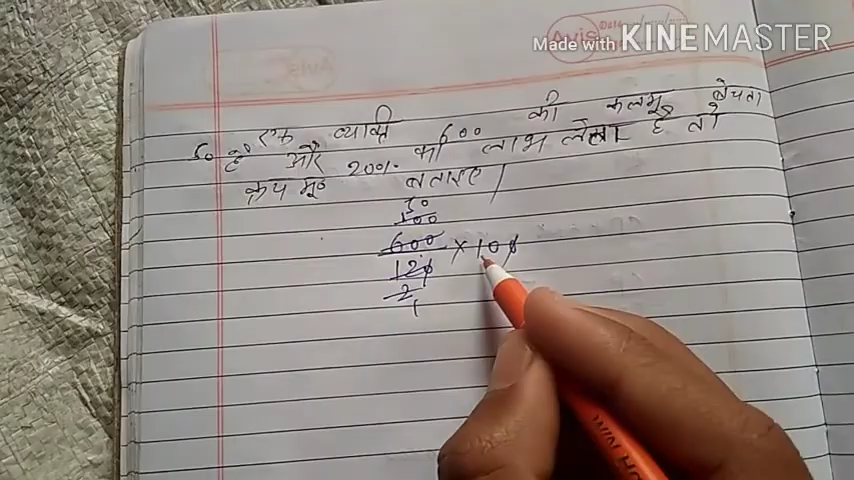 Made with KINEMASTER
Avis
एक व्यक्ति 600 की कलम बेचता
है और 20% का लाभ लेता है तो
क्रय मू० बताइए।
50
100
600 × 100
120
2
1